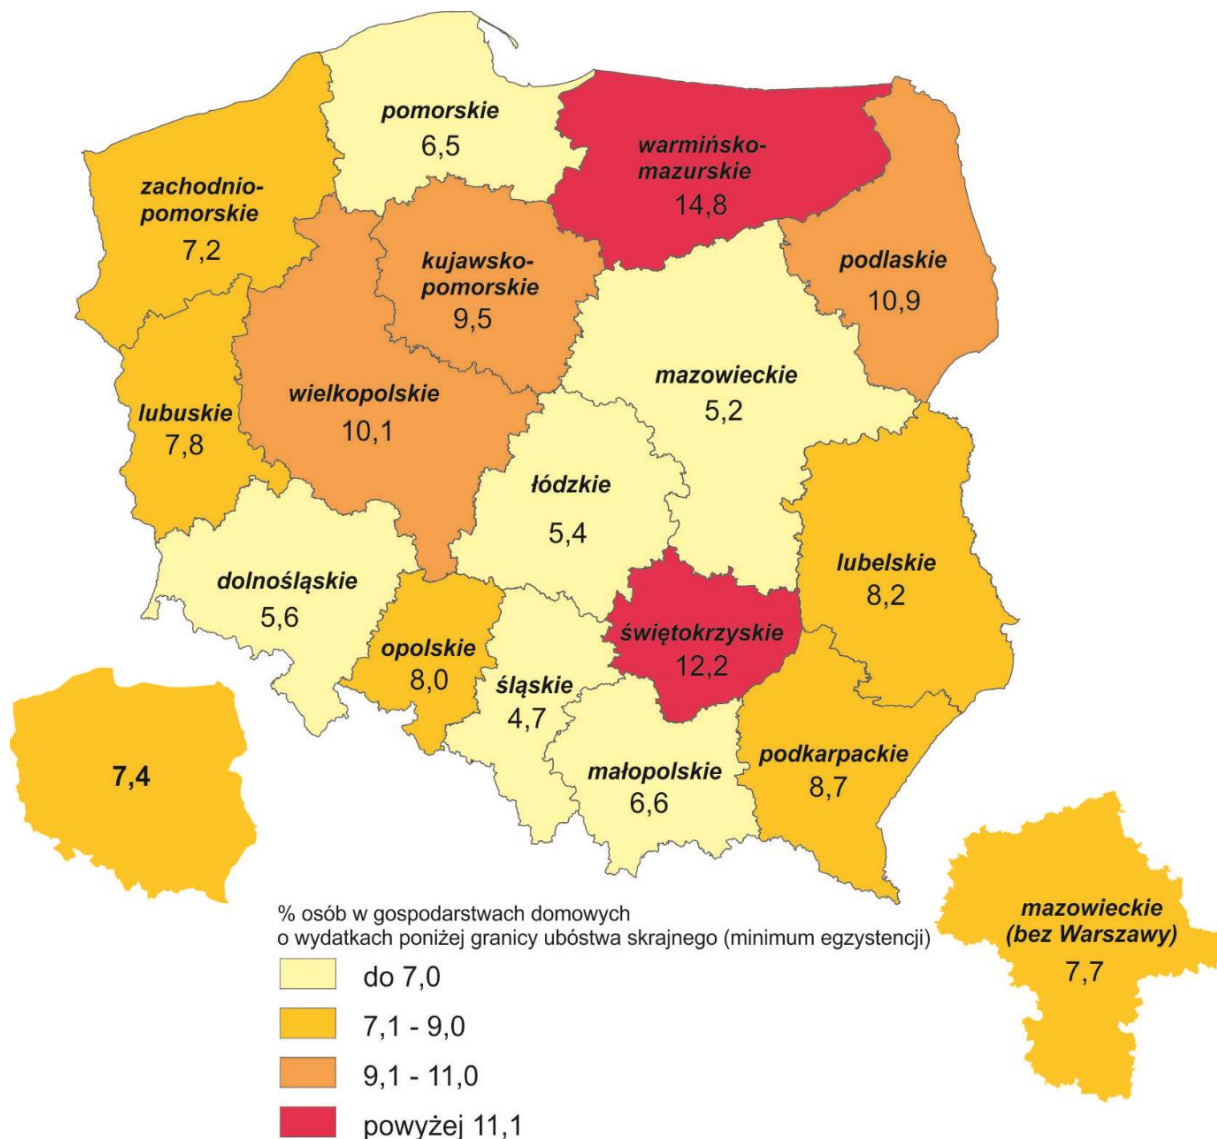 pomorskie
6,5
warmińsko-
mazurskie
14,8
zachodnio-
pomorskie
7,2
kujawsko-
pomorskie
9,5
podlaskie
10,9
mazowieckie
5,2
wielkopolskie
10,1
lubuskie
7,8
łódzkie
5,4
lubelskie
8,2
dolnośląskie
5,6
opolskie
8,0
śląskie
4,7
świętokrzyskie
12,2
małopolskie
6,6
podkarpackie
8,7
7,4
mazowieckie
(bez Warszawy)
7,7
% osób w gospodarstwach domowych
o wydatkach poniżej granicy ubóstwa skrajnego (minimum egzystencji)
do 7,0
7,1 - 9,0
9,1 - 11,0
powyżej 11,1